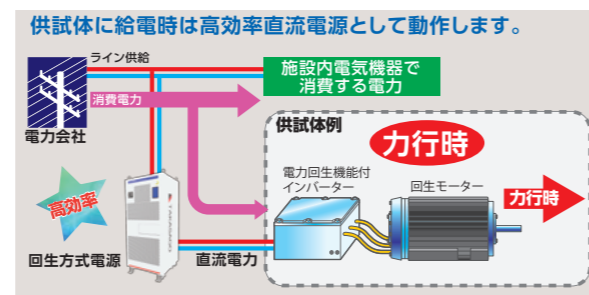 供試体に給電時は高効率直流電源として動作します。
ライン供給
施設内電気機器で
消費する電力
消費電力
電力会社
供試体例
力行時
電力回生機能付
インバーター
回生モーター
力行時
高効率
回生方式電源
直流電力
TAKASAGO